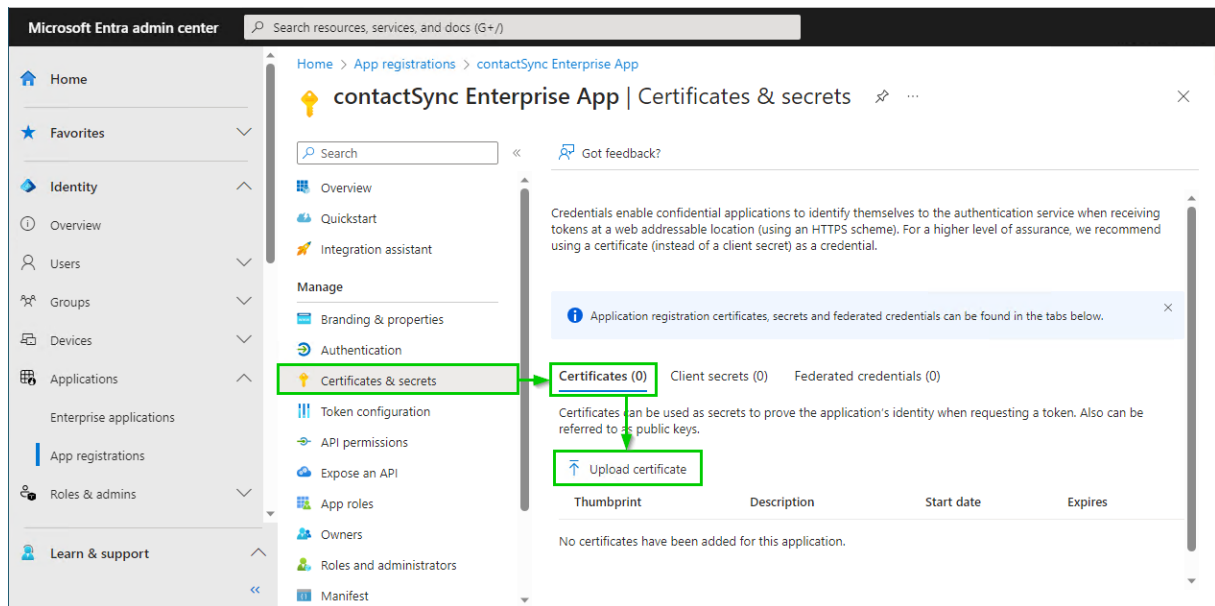 Microsoft Entra admin center
Search resources, services, and docs (G+/)
Home
Favorites
Identity
Overview
Users
Groups
Devices
Applications
Enterprise applications
App registrations
Roles & admins
Learn & support
«
Home > App registrations > contactSync Enterprise App
contactSync Enterprise App | Certificates & secrets ...
Search
«
Overview
Quickstart
Integration assistant
Manage
Branding & properties
Authentication
Certificates & secrets
Token configuration
API permissions
Expose an API
App roles
Owners
Roles and administrators
Manifest
Got feedback?
Credentials enable confidential applications to identify themselves to the authentication service when receiving
tokens at a web addressable location (using an HTTPS scheme). For a higher level of assurance, we recommend
using a certificate (instead of a client secret) as a credential.
Application registration certificates, secrets and federated credentials can be found in the tabs below.
Certificates (0) Client secrets (0) Federated credentials (0)
Certificates can be used as secrets to prove the application's identity when requesting a token. Also can be
referred to as public keys.
Upload certificate
Thumbprint Description Start date Expires
No certificates have been added for this application.